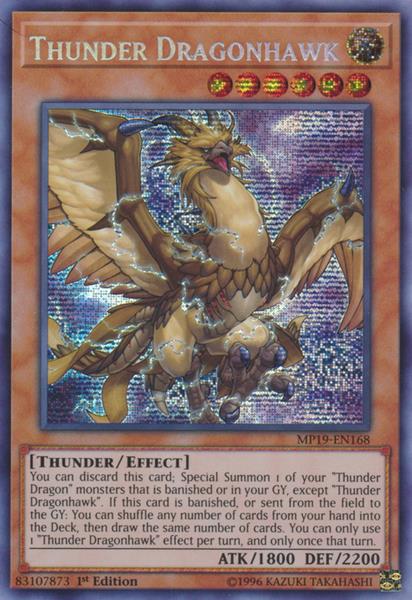 THUNDER DRAGONHAWK
MP19-EN168
[THUNDER/EFFECT]
You can discard this card; Special Summon 1 of your "Thunder
Dragon" monsters that is banished or in your GY, except "Thunder
Dragonhawk". If this card is banished, or sent from the field to
the GY: You can shuffle any number of cards from your hand into
the Deck, then draw the same number of cards. You can only use
1 "Thunder Dragonhawk" effect per turn, and only once that turn.
ATK/1800 DEF/2200
83107873 1st Edition ©1996 KAZUKI TAKAHASHI